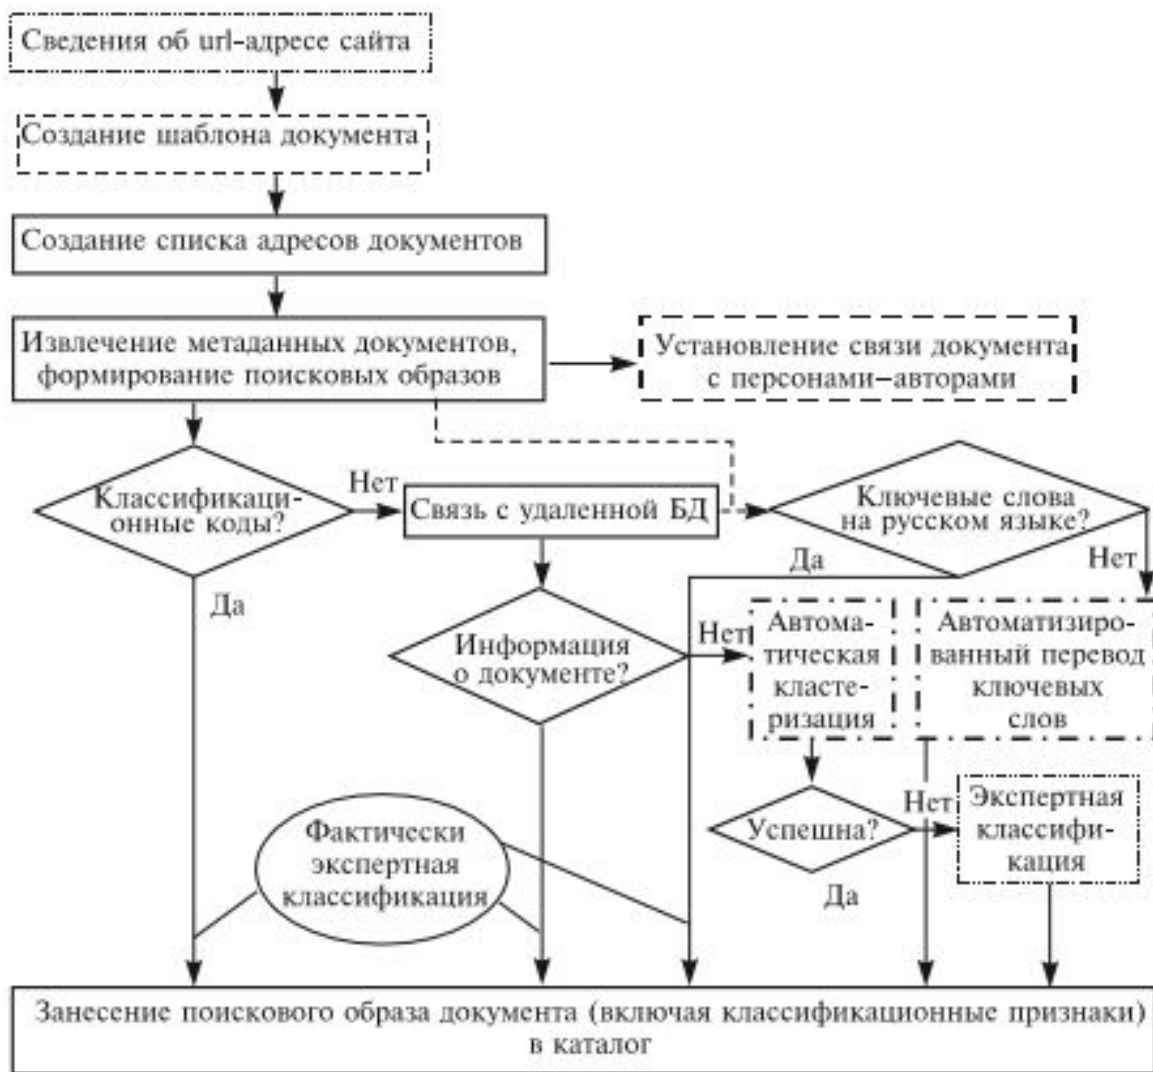 Сведения об url-адресе сайта
Создание шаблона документа
Создание списка адресов документов
Извлечение метаданных документов,
формирование поисковых образов
Установление связи документа
с персонами-авторами
Классификаци-
онные коды?
Нет
Связь с удаленной БД
Ключевые слова
на русском языке?
Да
Нет
Да
Информация
о документе?
Нет
Автома-
тическая
класте-
ризация
Автоматизиро-
ванный перевод
ключевых
слов
Фактически
экспертная
классификация
Успешна?
Нет
Экспертная
классифи-
кация
Да
Занесение поискового образа документа (включая классификационные признаки)
в каталог